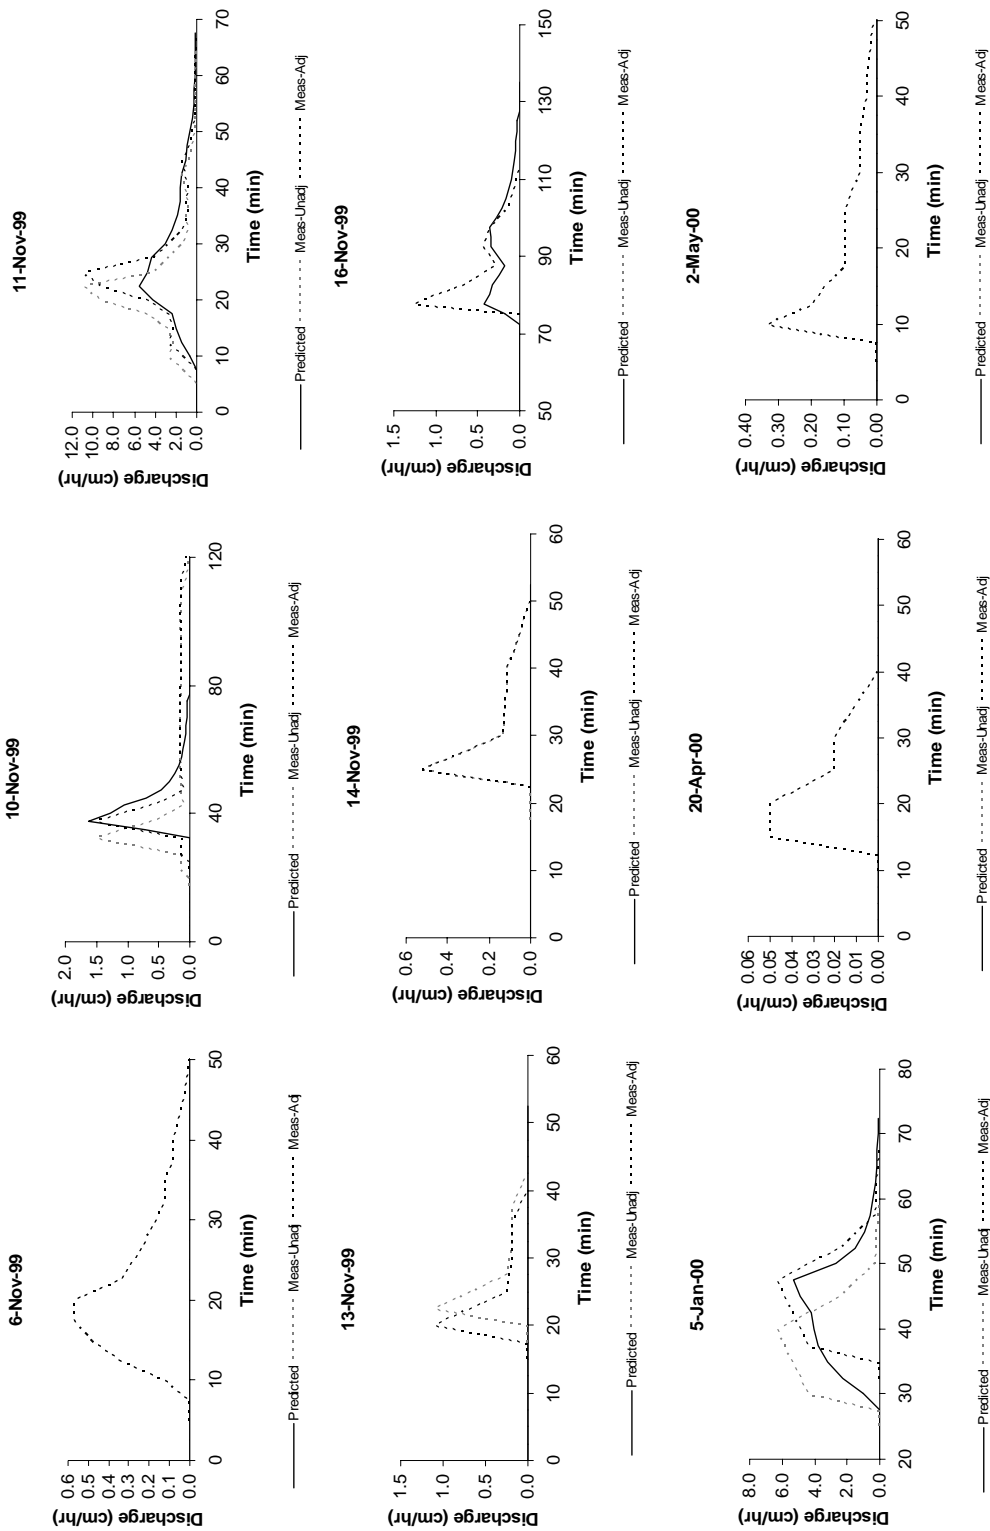 6-Nov-99
Discharge (cm/hr)
0.6
0.5
0.4
0.3
0.2
0.1
0.0
0 10 20 30 40 50
Time (min)
Predicted Meas-Unadj Meas-Adj
10-Nov-99
Discharge (cm/hr)
2.0
1.5
1.0
0.5
0.0
0 40 80 120
Time (min)
Predicted Meas-Unadj Meas-Adj
11-Nov-99
Discharge (cm/hr)
12.0
10.0
8.0
6.0
4.0
2.0
0.0
0 10 20 30 40 50 60 70
Time (min)
Predicted Meas-Unadj Meas-Adj
13-Nov-99
Discharge (cm/hr)
1.5
1.0
0.5
0.0
0 10 20 30 40 50 60
Time (min)
Predicted Meas-Unadj Meas-Adj
14-Nov-99
Discharge (cm/hr)
0.6
0.4
0.2
0.0
0 10 20 30 40 50 60
Time (min)
Predicted Meas-Unadj Meas-Adj
16-Nov-99
Discharge (cm/hr)
1.5
1.0
0.5
0.0
50 70 90 110 130 150
Time (min)
Predicted Meas-Unadj Meas-Adj
5-Jan-00
Discharge (cm/hr)
8.0
6.0
4.0
2.0
0.0
20 30 40 50 60 70 80
Time (min)
Predicted Meas-Unadj Meas-Adj
20-Apr-00
Discharge (cm/hr)
0.06
0.05
0.04
0.03
0.02
0.01
0.00
0 10 20 30 40 50 60
Time (min)
Predicted Meas-Unadj Meas-Adj
2-May-00
Discharge (cm/hr)
0.40
0.30
0.20
0.10
0.00
0 10 20 30 40 50
Time (min)
Predicted Meas-Unadj Meas-Adj